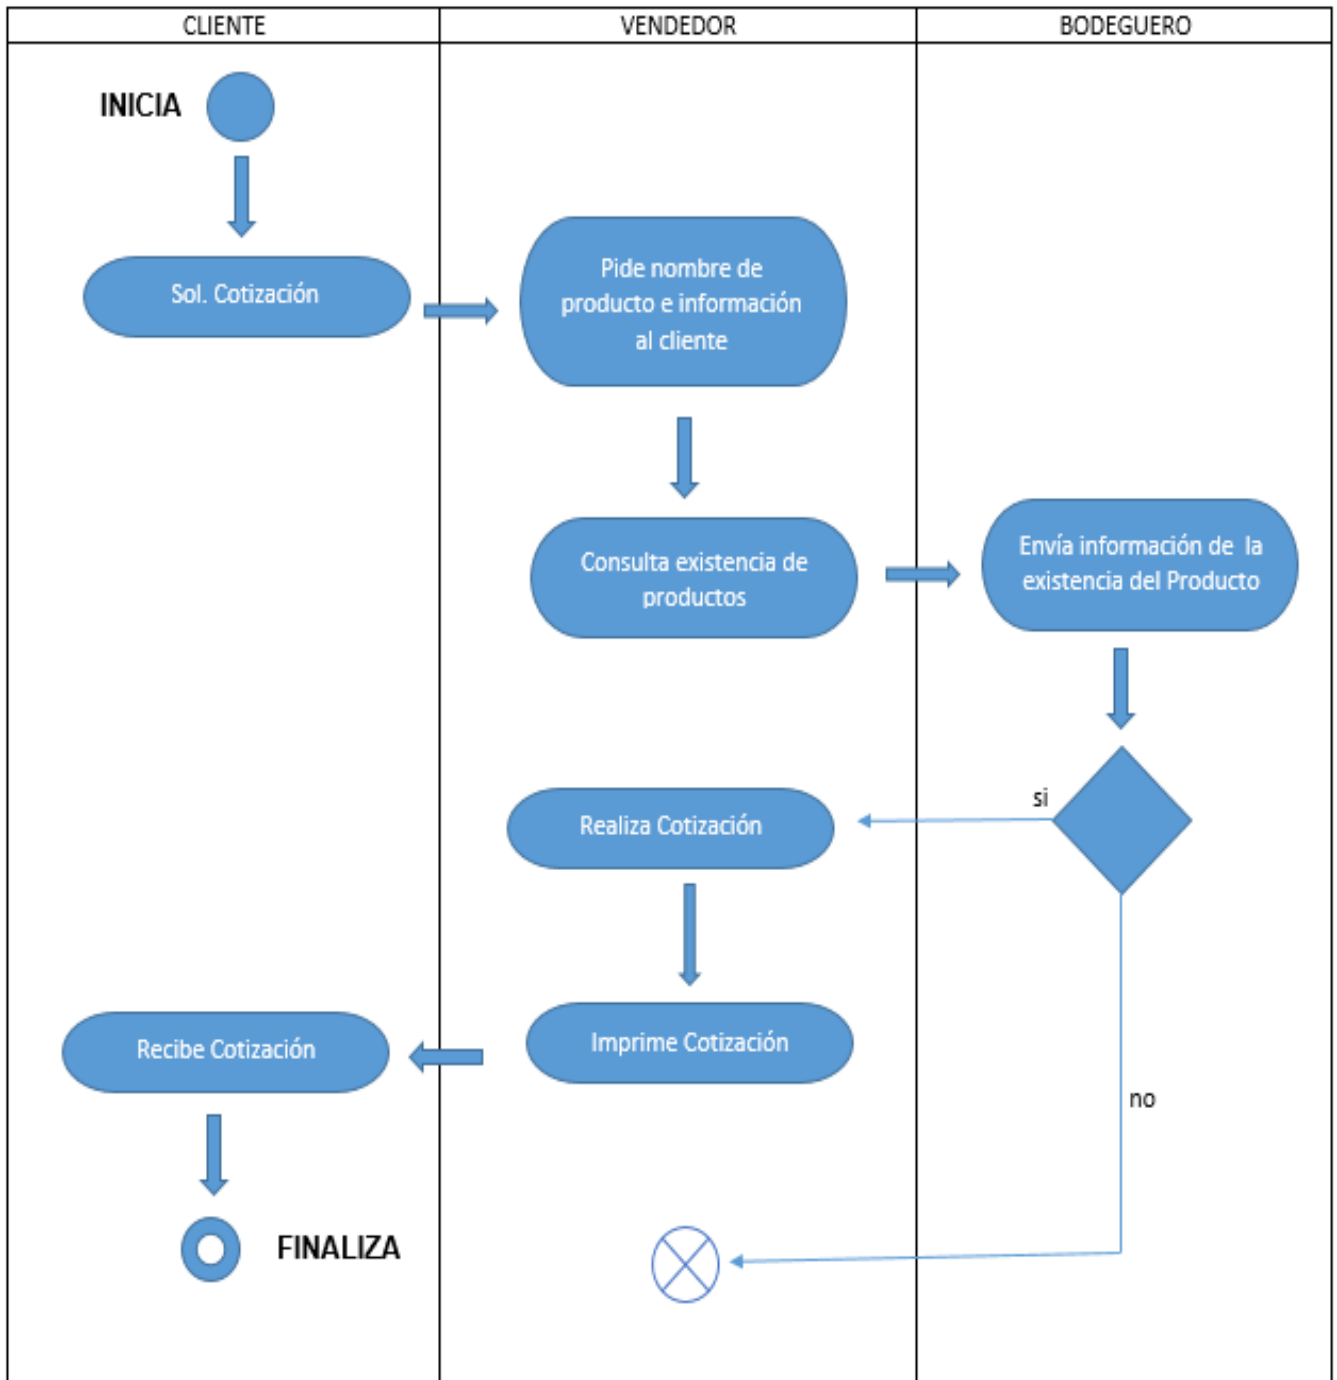 CLIENTE
VENDEDOR
BODEGUERO
INICIA
Sol. Cotización
Pide nombre de
producto e información
al cliente
Consulta existencia de
productos
Envía información de la
existencia del Producto
si
Realiza Cotización
Imprime Cotización
Recibe Cotización
no
FINALIZA